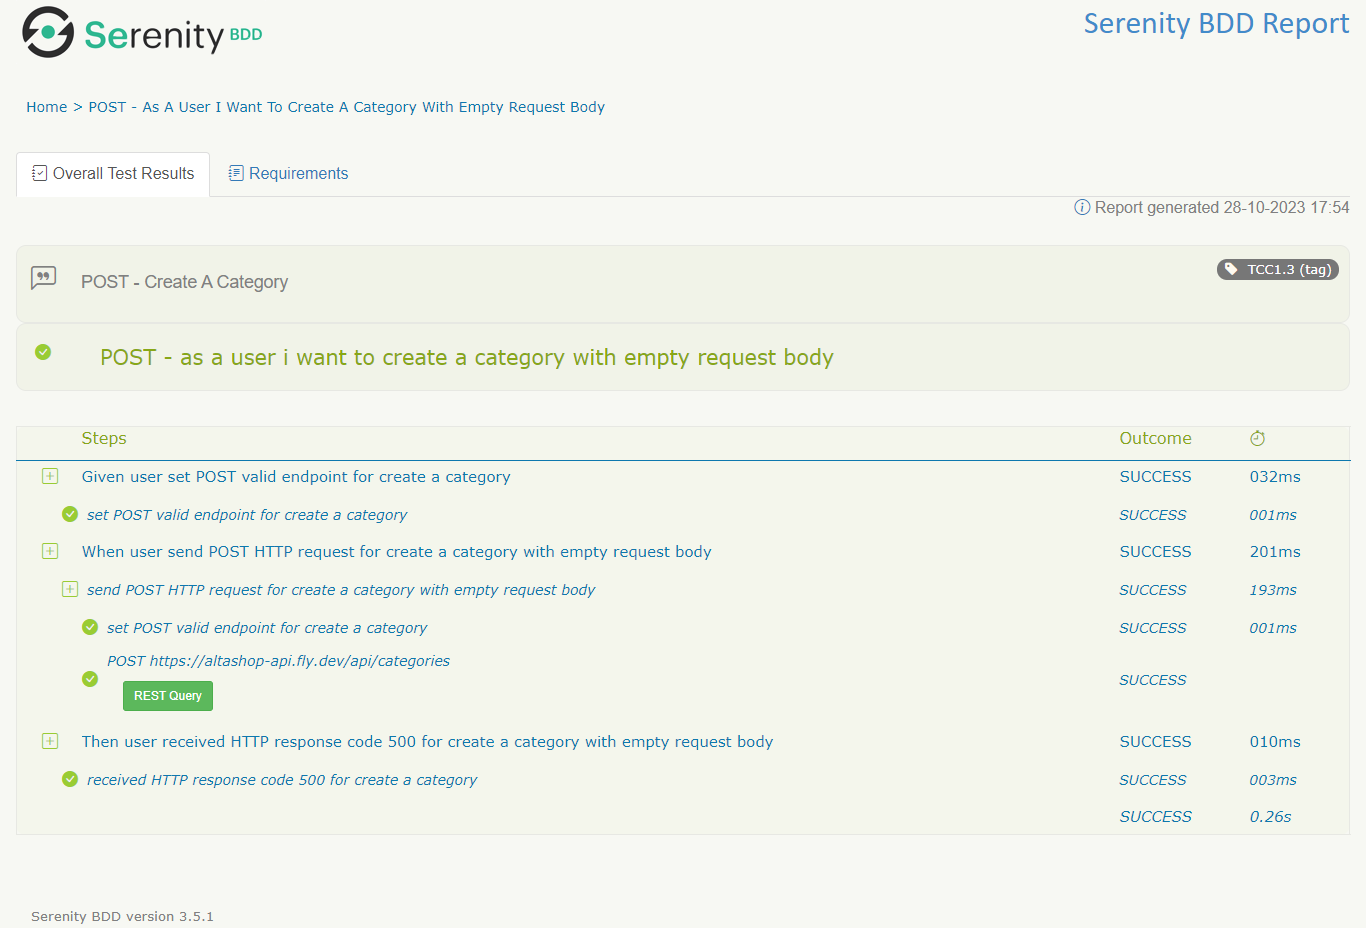 Serenity BDD
Serenity BDD Report
Home > POST - As A User I Want To Create A Category With Empty Request Body
Overall Test Results
Requirements
Report generated 28-10-2023 17:54
POST - Create A Category
TCC1.3 (tag)
POST - as a user i want to create a category with empty request body
Steps Outcome
Given user set POST valid endpoint for create a category SUCCESS 032ms
set POST valid endpoint for create a category SUCCESS 001ms
When user send POST HTTP request for create a category with empty request body SUCCESS 201ms
send POST HTTP request for create a category with empty request body SUCCESS 193ms
set POST valid endpoint for create a category SUCCESS 001ms
POST https://altashop-api.fly.dev/api/categories
SUCCESS
REST Query
Then user received HTTP response code 500 for create a category with empty request body SUCCESS 010ms
received HTTP response code 500 for create a category SUCCESS 003ms
SUCCESS 0.26s
Serenity BDD version 3.5.1